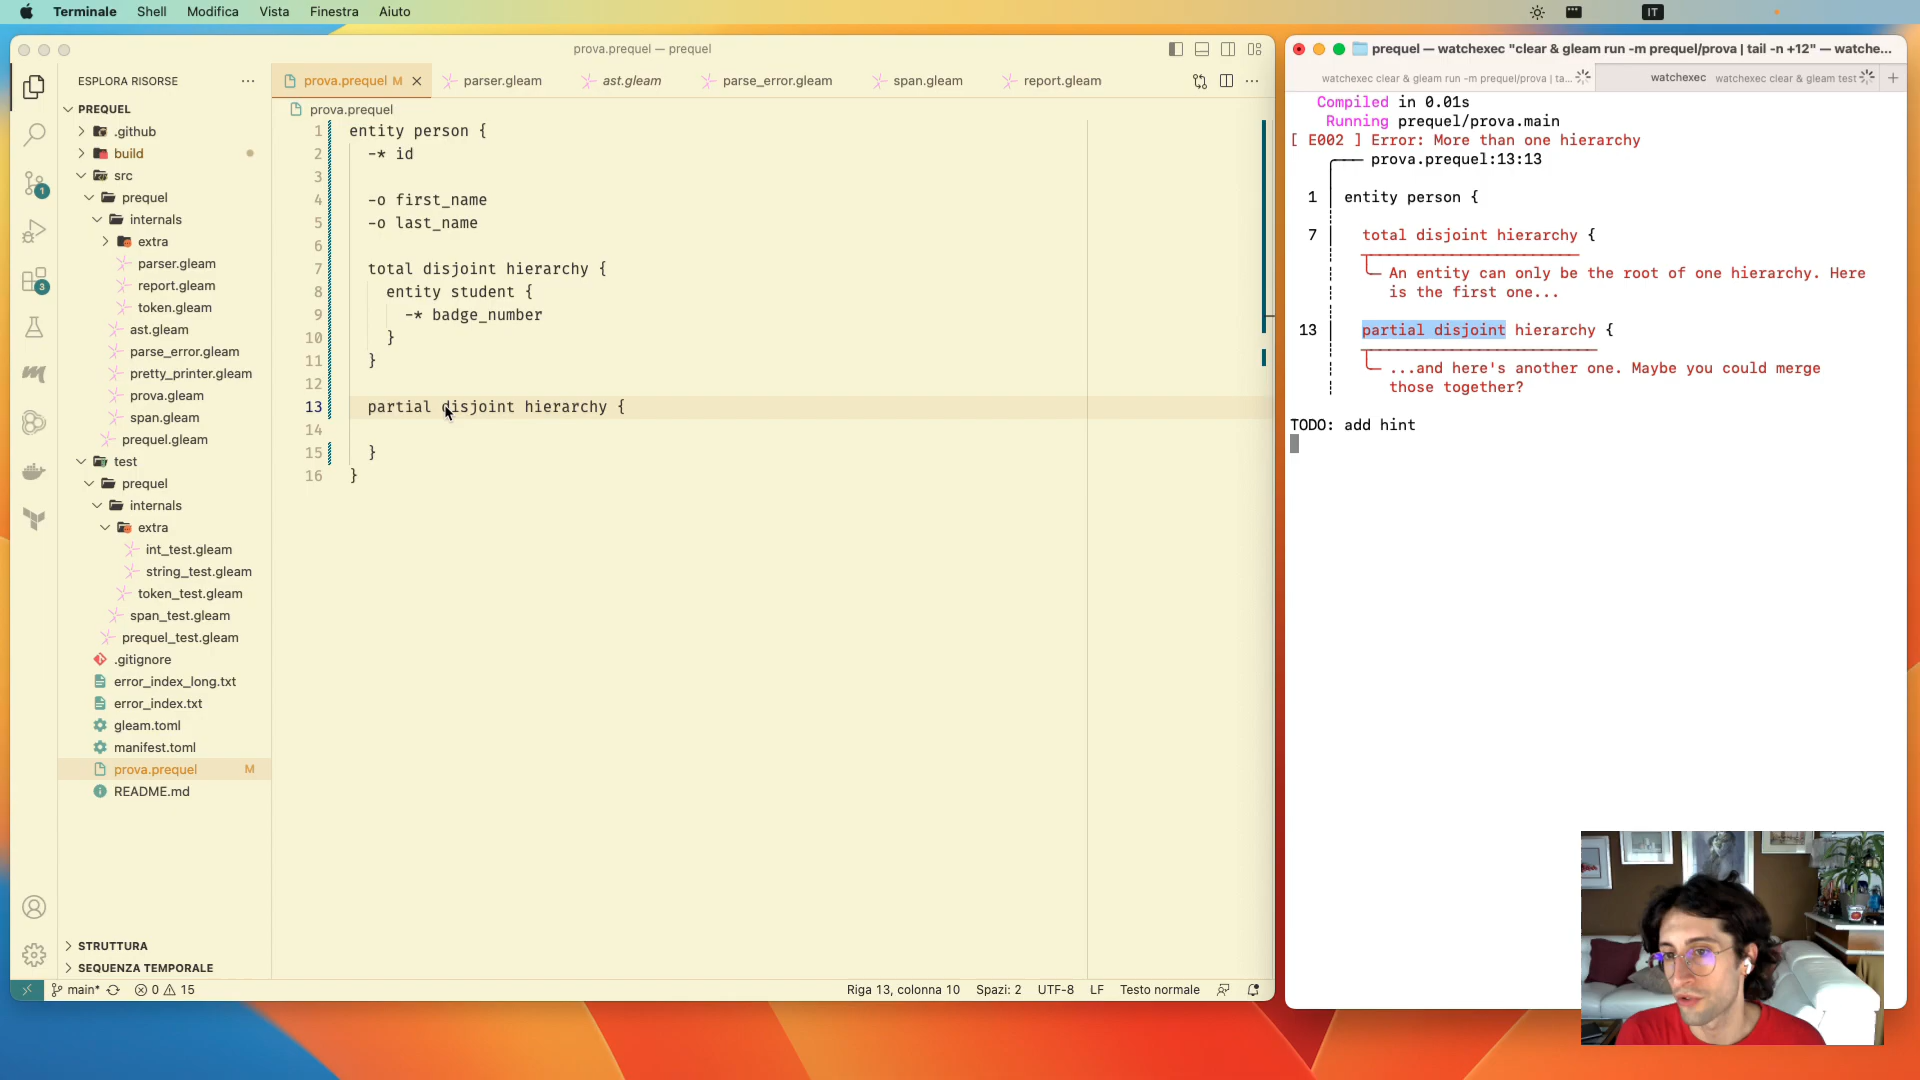 Terminale Shell Modifica Vista Finestra Aiuto
IT
prova.prequel — prequel
ESPLORA RISORSE
prova.prequel M
parser.gleam
ast.gleam
parse_error.gleam
span.gleam
report.gleam
prova.prequel
PREQUEL
.github
build
src
prequel
internals
extra
parser.gleam
report.gleam
token.gleam
ast.gleam
parse_error.gleam
pretty_printer.gleam
prova.gleam
span.gleam
prequel.gleam
test
prequel
internals
extra
int_test.gleam
string_test.gleam
token_test.gleam
span_test.gleam
prequel_test.gleam
.gitignore
error_index_long.txt
error_index.txt
gleam.toml
manifest.toml
prova.prequel M
README.md
STRUTTURA
SEQUENZA TEMPORALE
1
3
1 entity person {
2 -* id
3
4 -o first_name
5 -o last_name
6
7 total disjoint hierarchy {
8 entity student {
9 -* badge_number
10 }
11 }
12
13 partial disjoint hierarchy {
14
15 }
16 }
main* 0 15
Riga 13, colonna 10 Spazi: 2 UTF-8 LF Testo normale
prequel — watchexec "clear & gleam run -m prequel/prova | tail -n +12" — watche...
watchexec clear & gleam run -m prequel/prova | ta...
watchexec watchexec clear & gleam test
Compiled in 0.01s
Running prequel/prova.main
[ E002 ] Error: More than one hierarchy
prova.prequel:13:13
1 entity person {
7 total disjoint hierarchy {
An entity can only be the root of one hierarchy. Here
is the first one...
13 partial disjoint hierarchy {
...and here's another one. Maybe you could merge
those together?
TODO: add hint